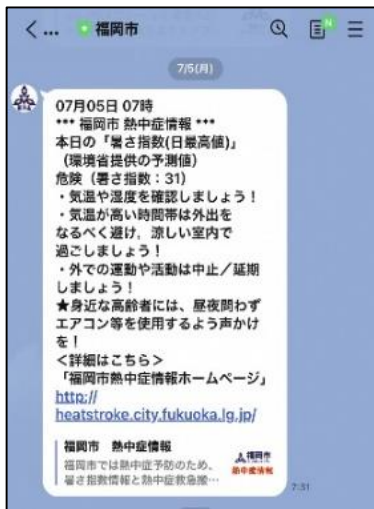 福岡市
N
7/5(月)
07月05日 07時
*** 福岡市 熱中症情報 ***
本日の「暑さ指数(日最高値)」
（環境省提供の予測値）
危険（暑さ指数：31）
・気温や湿度を確認しましょう！
・気温が高い時間帯は外出を
なるべく避け，涼しい室内で
過ごしましょう！
・外での運動や活動は中止／延期
しましょう！
★身近な高齢者には、昼夜問わず
エアコン等を使用するよう声かけ
を！
＜詳細はこちら＞
「福岡市熱中症情報ホームページ」
http://
heatstroke.city.fukuoka.lg.jp/
福岡市　熱中症情報
福岡市では熱中症予防のため、
暑さ指数情報と熱中症救急搬…
福岡市
熱中症情報
7:31